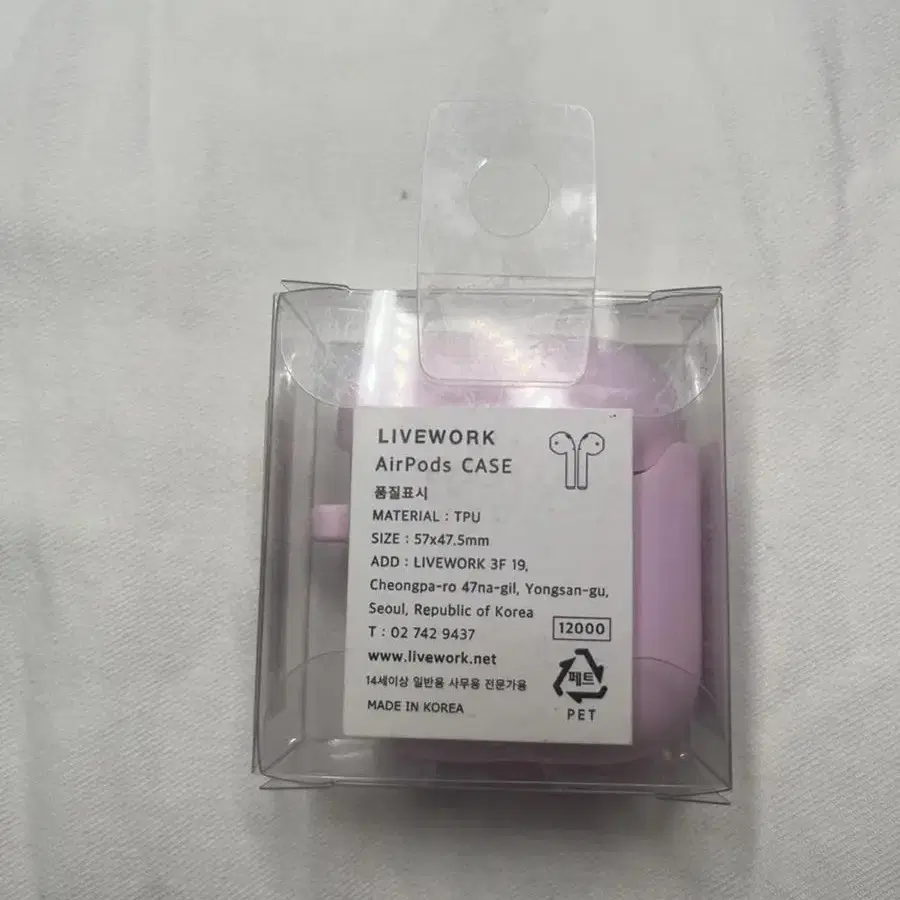 LIVEWORK
AirPods CASE
품질표시
MATERIAL : TPU
SIZE : 57x47.5mm
ADD : LIVEWORK 3F 19,
Cheongpa-ro 47na-gil, Yongsan-gu,
Seoul, Republic of Korea
T : 02 742 9437
12000
www.livework.net
14세이상 일반용 사무용 전문가용
MADE IN KOREA
페트
PET